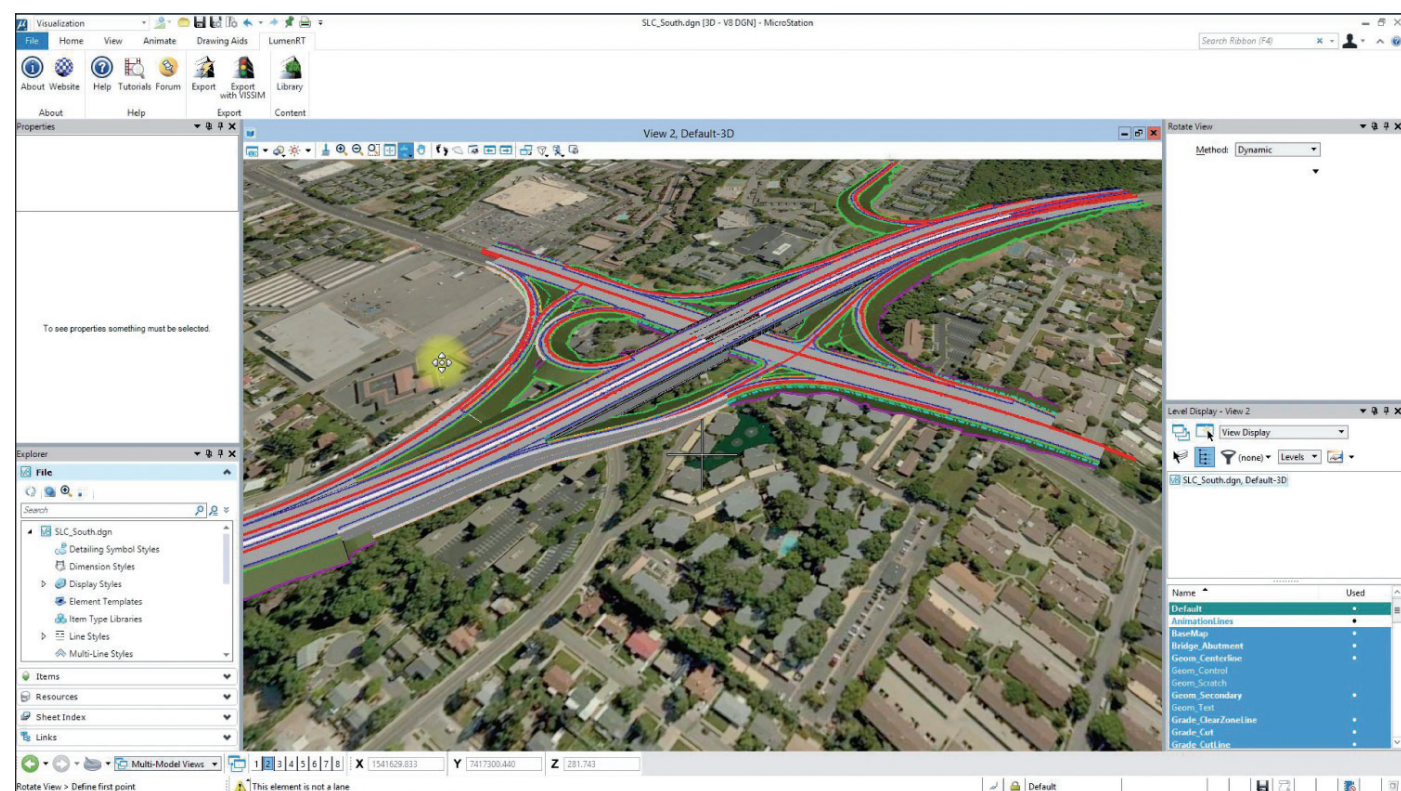 Visualization
SLC_South.dgn [3D - V8 DGN] - MicroStation
File Home View Animate Drawing Aids LumenRT
Search Ribbon (F4)
About Website Help Tutorials Forum Export Export with VISSIM Library
About Help Export Content
Properties
View 2, Default-3D
Rotate View
Method: Dynamic
To see properties something must be selected.
Level Display - View 2
View Display
(none) Levels
SLC_South.dgn, Default-3D
Explorer
File
Search
SLC_South.dgn
Detailing Symbol Styles
Dimension Styles
Display Styles
Element Templates
Item Type Libraries
Line Styles
Multi-Line Styles
Items
Resources
Sheet Index
Links
Name Used
Default
AnimationLines
BaseMap
Bridge_Abutment
Geom_Centerline
Geom_Control
Geom_Scratch
Geom_Secondary
Geom_Text
Grade_ClearZoneLine
Grade_Cut
Grade_CutLine
Multi-Model Views 1 2 3 4 5 6 7 8 X 1541629.833 Y 7417300.440 Z 281.743
Rotate View > Define first point
This element is not a lane
Default